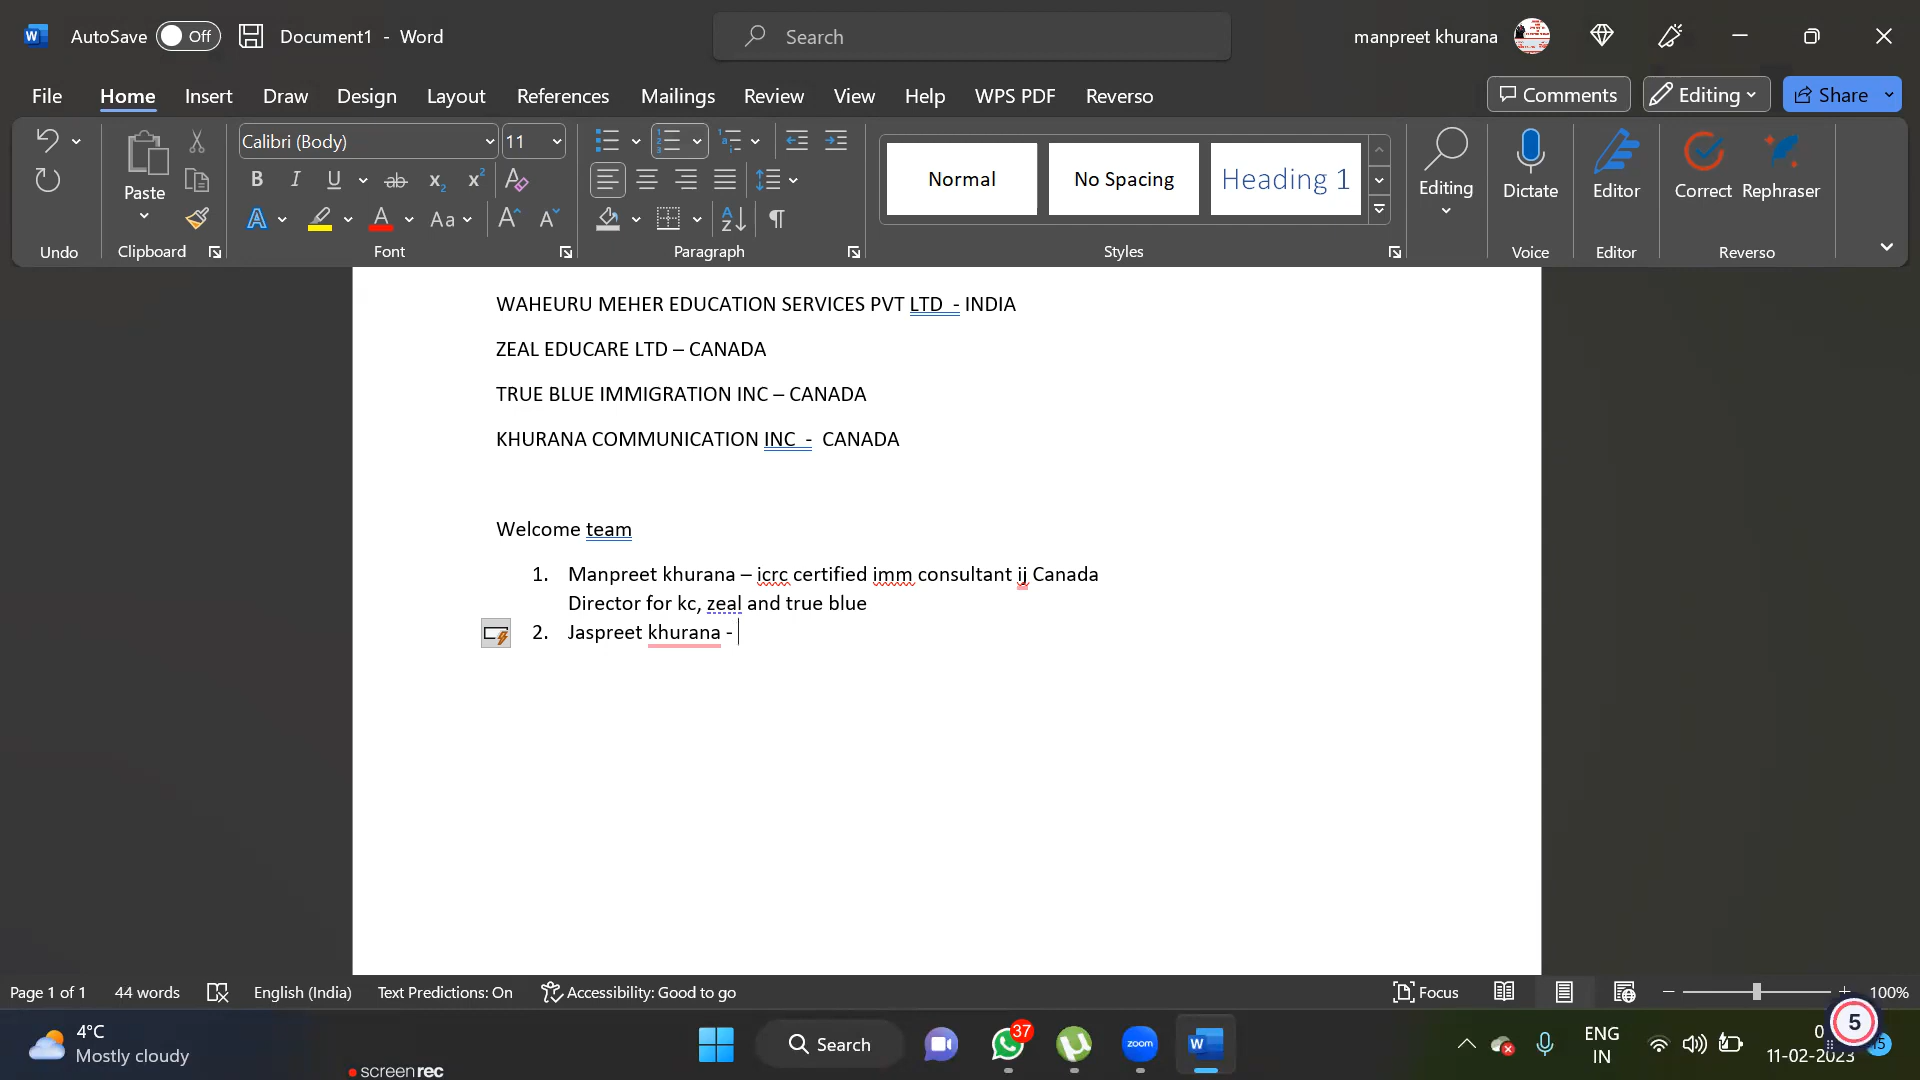 AutoSave Off Document1 - Word Search manpreet khurana
File Home Insert Draw Design Layout References Mailings Review View Help WPS PDF Reverso Comments Editing Share
Calibri (Body) 11
Paste
Normal No Spacing Heading 1
Editing Dictate Editor Correct Rephraser
Undo Clipboard Font Paragraph Styles Voice Editor Reverso
WAHEURU MEHER EDUCATION SERVICES PVT LTD - INDIA
ZEAL EDUCARE LTD – CANADA
TRUE BLUE IMMIGRATION INC – CANADA
KHURANA COMMUNICATION INC - CANADA
Welcome team
1. Manpreet khurana – icrc certified imm consultant ij Canada
Director for kc, zeal and true blue
2. Jaspreet khurana -
Page 1 of 1 44 words English (India) Text Predictions: On Accessibility: Good to go Focus 100%
4°C
Mostly cloudy
Search
37
zoom
ENG
IN
11-02-2023
5
screenrec